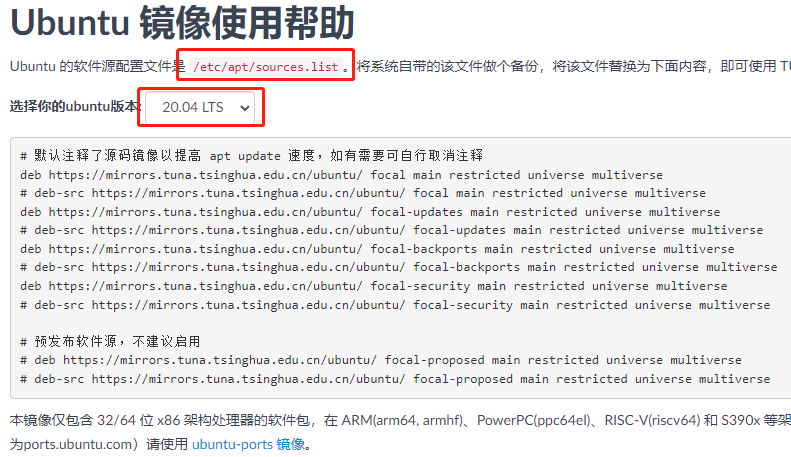 Ubuntu 镜像使用帮助
Ubuntu 的软件源配置文件是 /etc/apt/sources.list。将系统自带的该文件做个备份，将该文件替换为下面内容，即可使用 TU
选择你的ubuntu版本: 20.04 LTS
# 默认注释了源码镜像以提高 apt update 速度，如有需要可自行取消注释
deb https://mirrors.tuna.tsinghua.edu.cn/ubuntu/ focal main restricted universe multiverse
# deb-src https://mirrors.tuna.tsinghua.edu.cn/ubuntu/ focal main restricted universe multiverse
deb https://mirrors.tuna.tsinghua.edu.cn/ubuntu/ focal-updates main restricted universe multiverse
# deb-src https://mirrors.tuna.tsinghua.edu.cn/ubuntu/ focal-updates main restricted universe multiverse
deb https://mirrors.tuna.tsinghua.edu.cn/ubuntu/ focal-backports main restricted universe multiverse
# deb-src https://mirrors.tuna.tsinghua.edu.cn/ubuntu/ focal-backports main restricted universe multiverse
deb https://mirrors.tuna.tsinghua.edu.cn/ubuntu/ focal-security main restricted universe multiverse
# deb-src https://mirrors.tuna.tsinghua.edu.cn/ubuntu/ focal-security main restricted universe multiverse
# 预发布软件源，不建议启用
# deb https://mirrors.tuna.tsinghua.edu.cn/ubuntu/ focal-proposed main restricted universe multiverse
# deb-src https://mirrors.tuna.tsinghua.edu.cn/ubuntu/ focal-proposed main restricted universe multiverse
本镜像仅包含 32/64 位 x86 架构处理器的软件包，在 ARM(arm64, armhf)、PowerPC(ppc64el)、RISC-V(riscv64) 和 S390x 等架
为ports.ubuntu.com）请使用 ubuntu-ports 镜像。